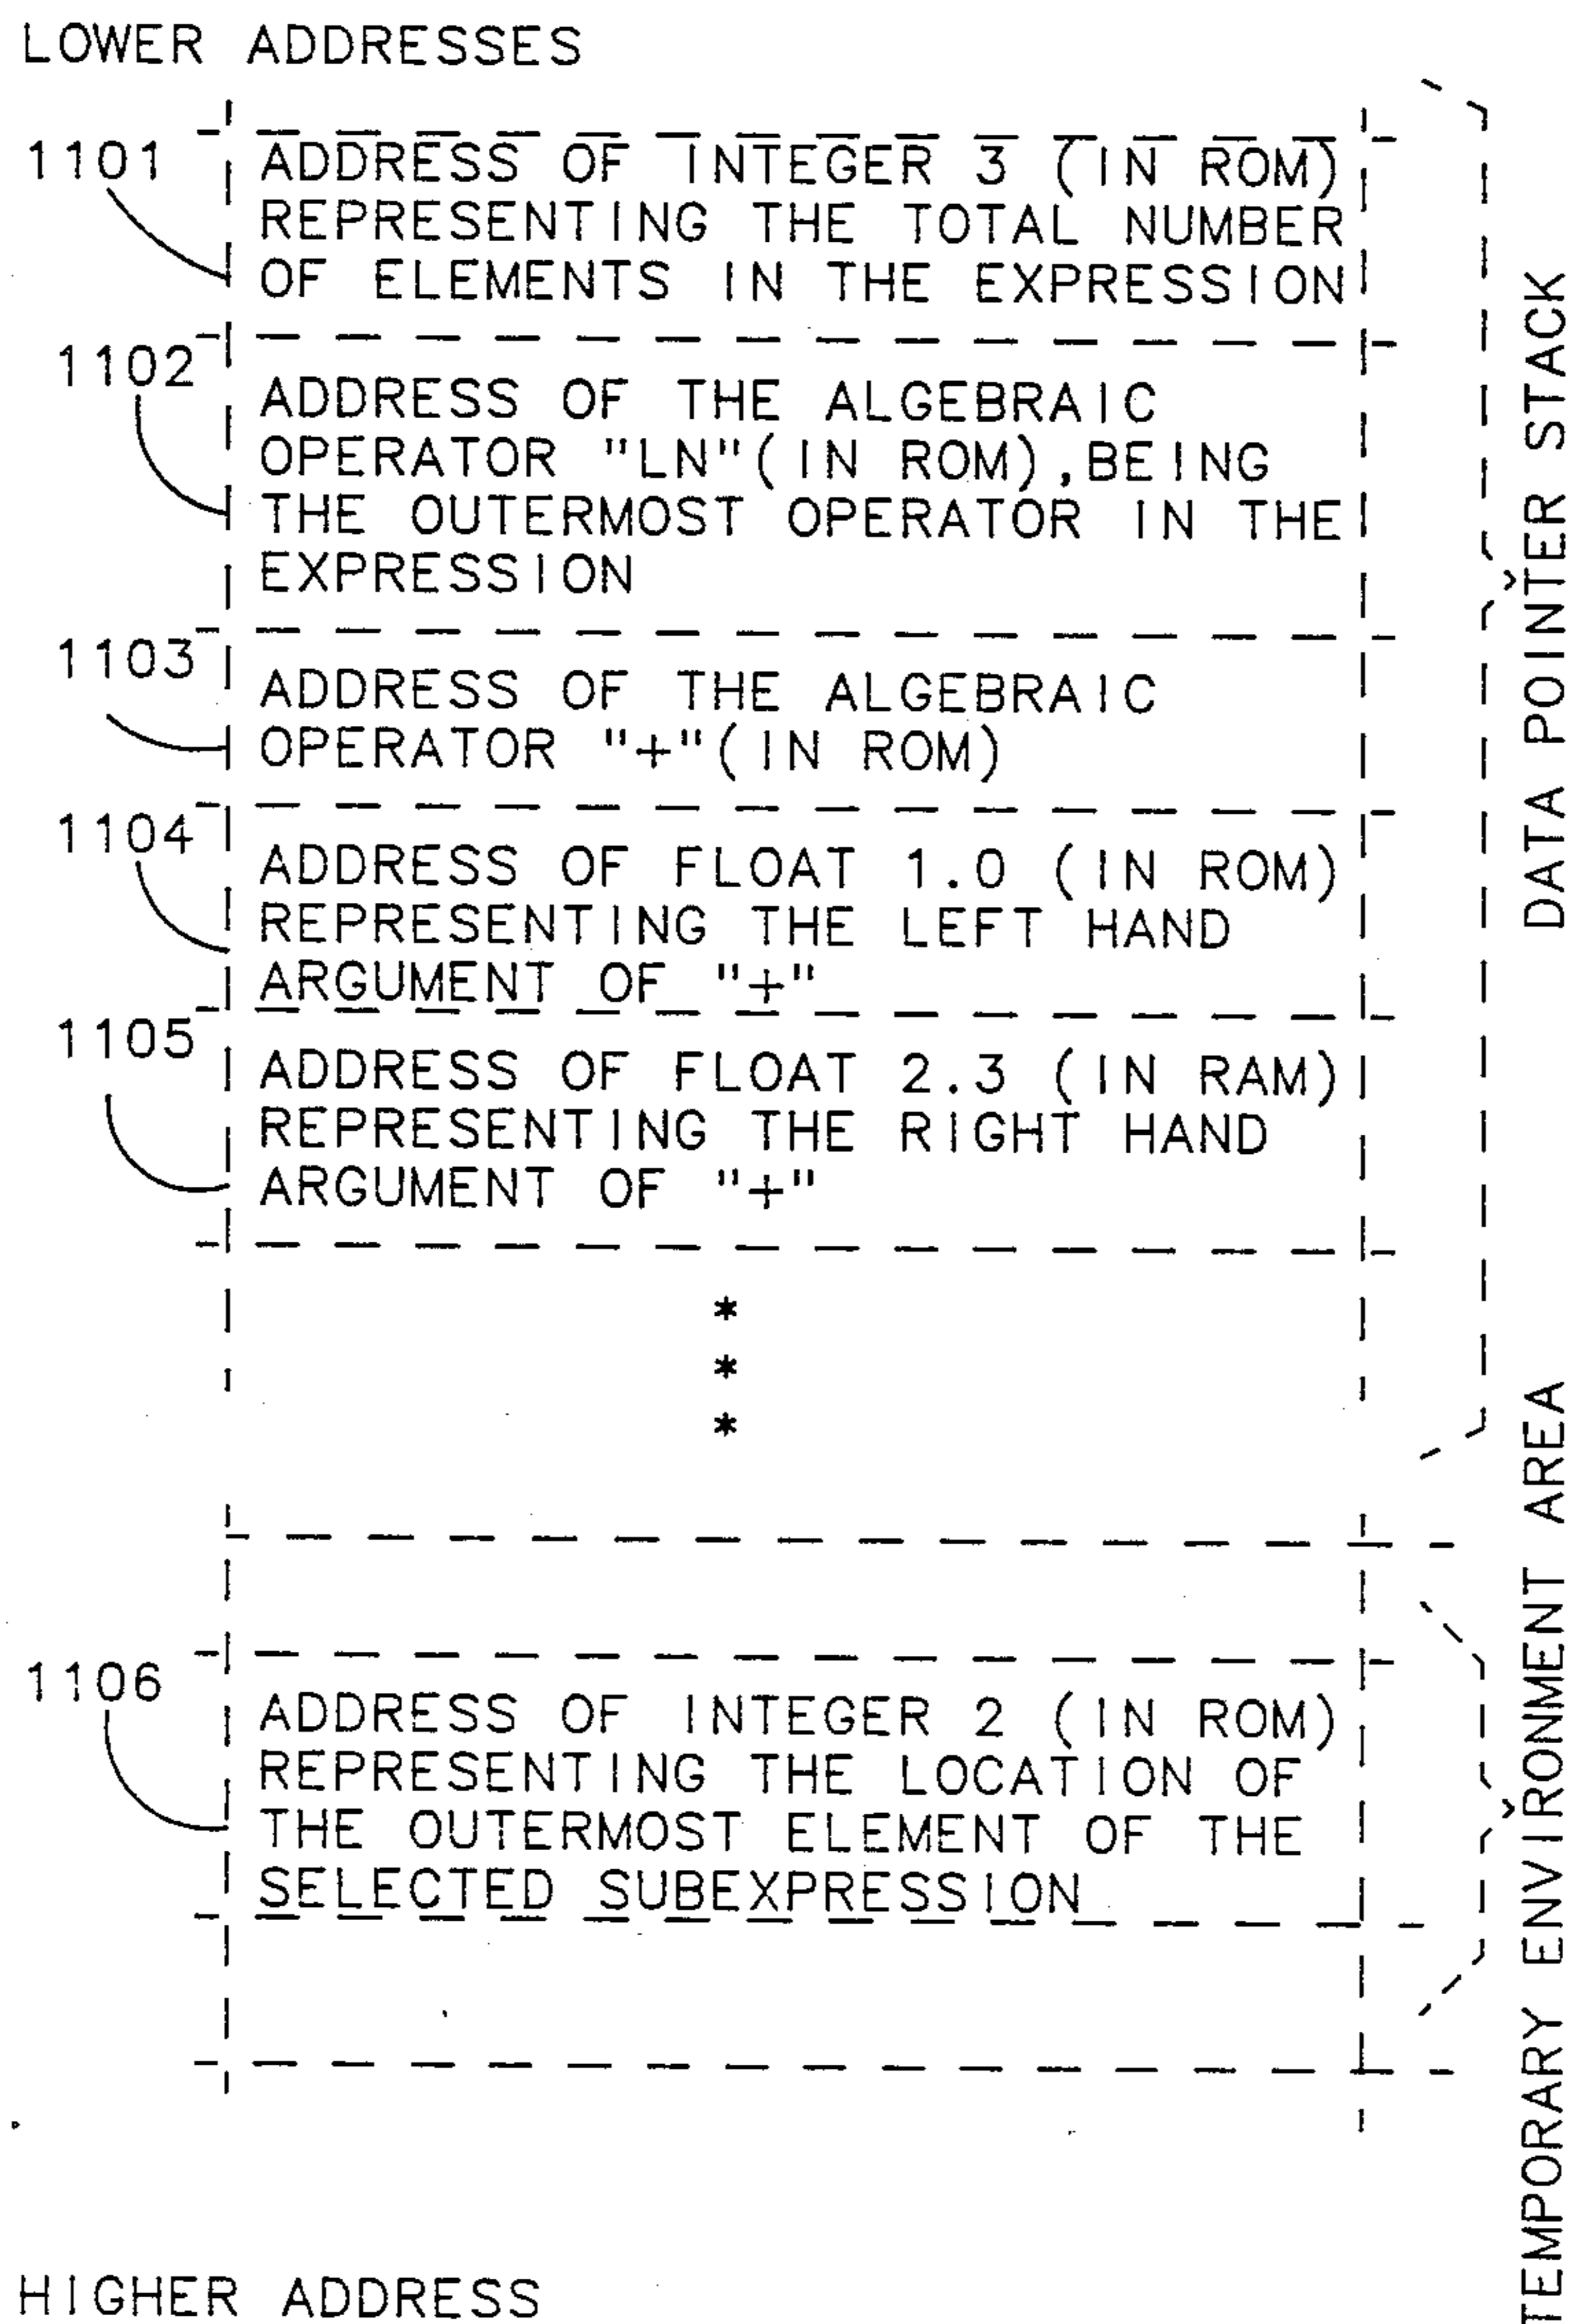 LOWER ADDRESSES
1101
ADDRESS OF INTEGER 3 (IN ROM)
REPRESENTING THE TOTAL NUMBER
OF ELEMENTS IN THE EXPRESSION
1102
ADDRESS OF THE ALGEBRAIC
OPERATOR "LN"(IN ROM),BEING
THE OUTERMOST OPERATOR IN THE
EXPRESSION
1103
ADDRESS OF THE ALGEBRAIC
OPERATOR "+"(IN ROM)
1104
ADDRESS OF FLOAT 1.0 (IN ROM)
REPRESENTING THE LEFT HAND
ARGUMENT OF "+"
1105
ADDRESS OF FLOAT 2.3 (IN RAM)
REPRESENTING THE RIGHT HAND
ARGUMENT OF "+"
*
*
*
DATA POINTER STACK
1106
ADDRESS OF INTEGER 2 (IN ROM)
REPRESENTING THE LOCATION OF
THE OUTERMOST ELEMENT OF THE
SELECTED SUBEXPRESSION
TEMPORARY ENVIRONMENT AREA
HIGHER ADDRESS